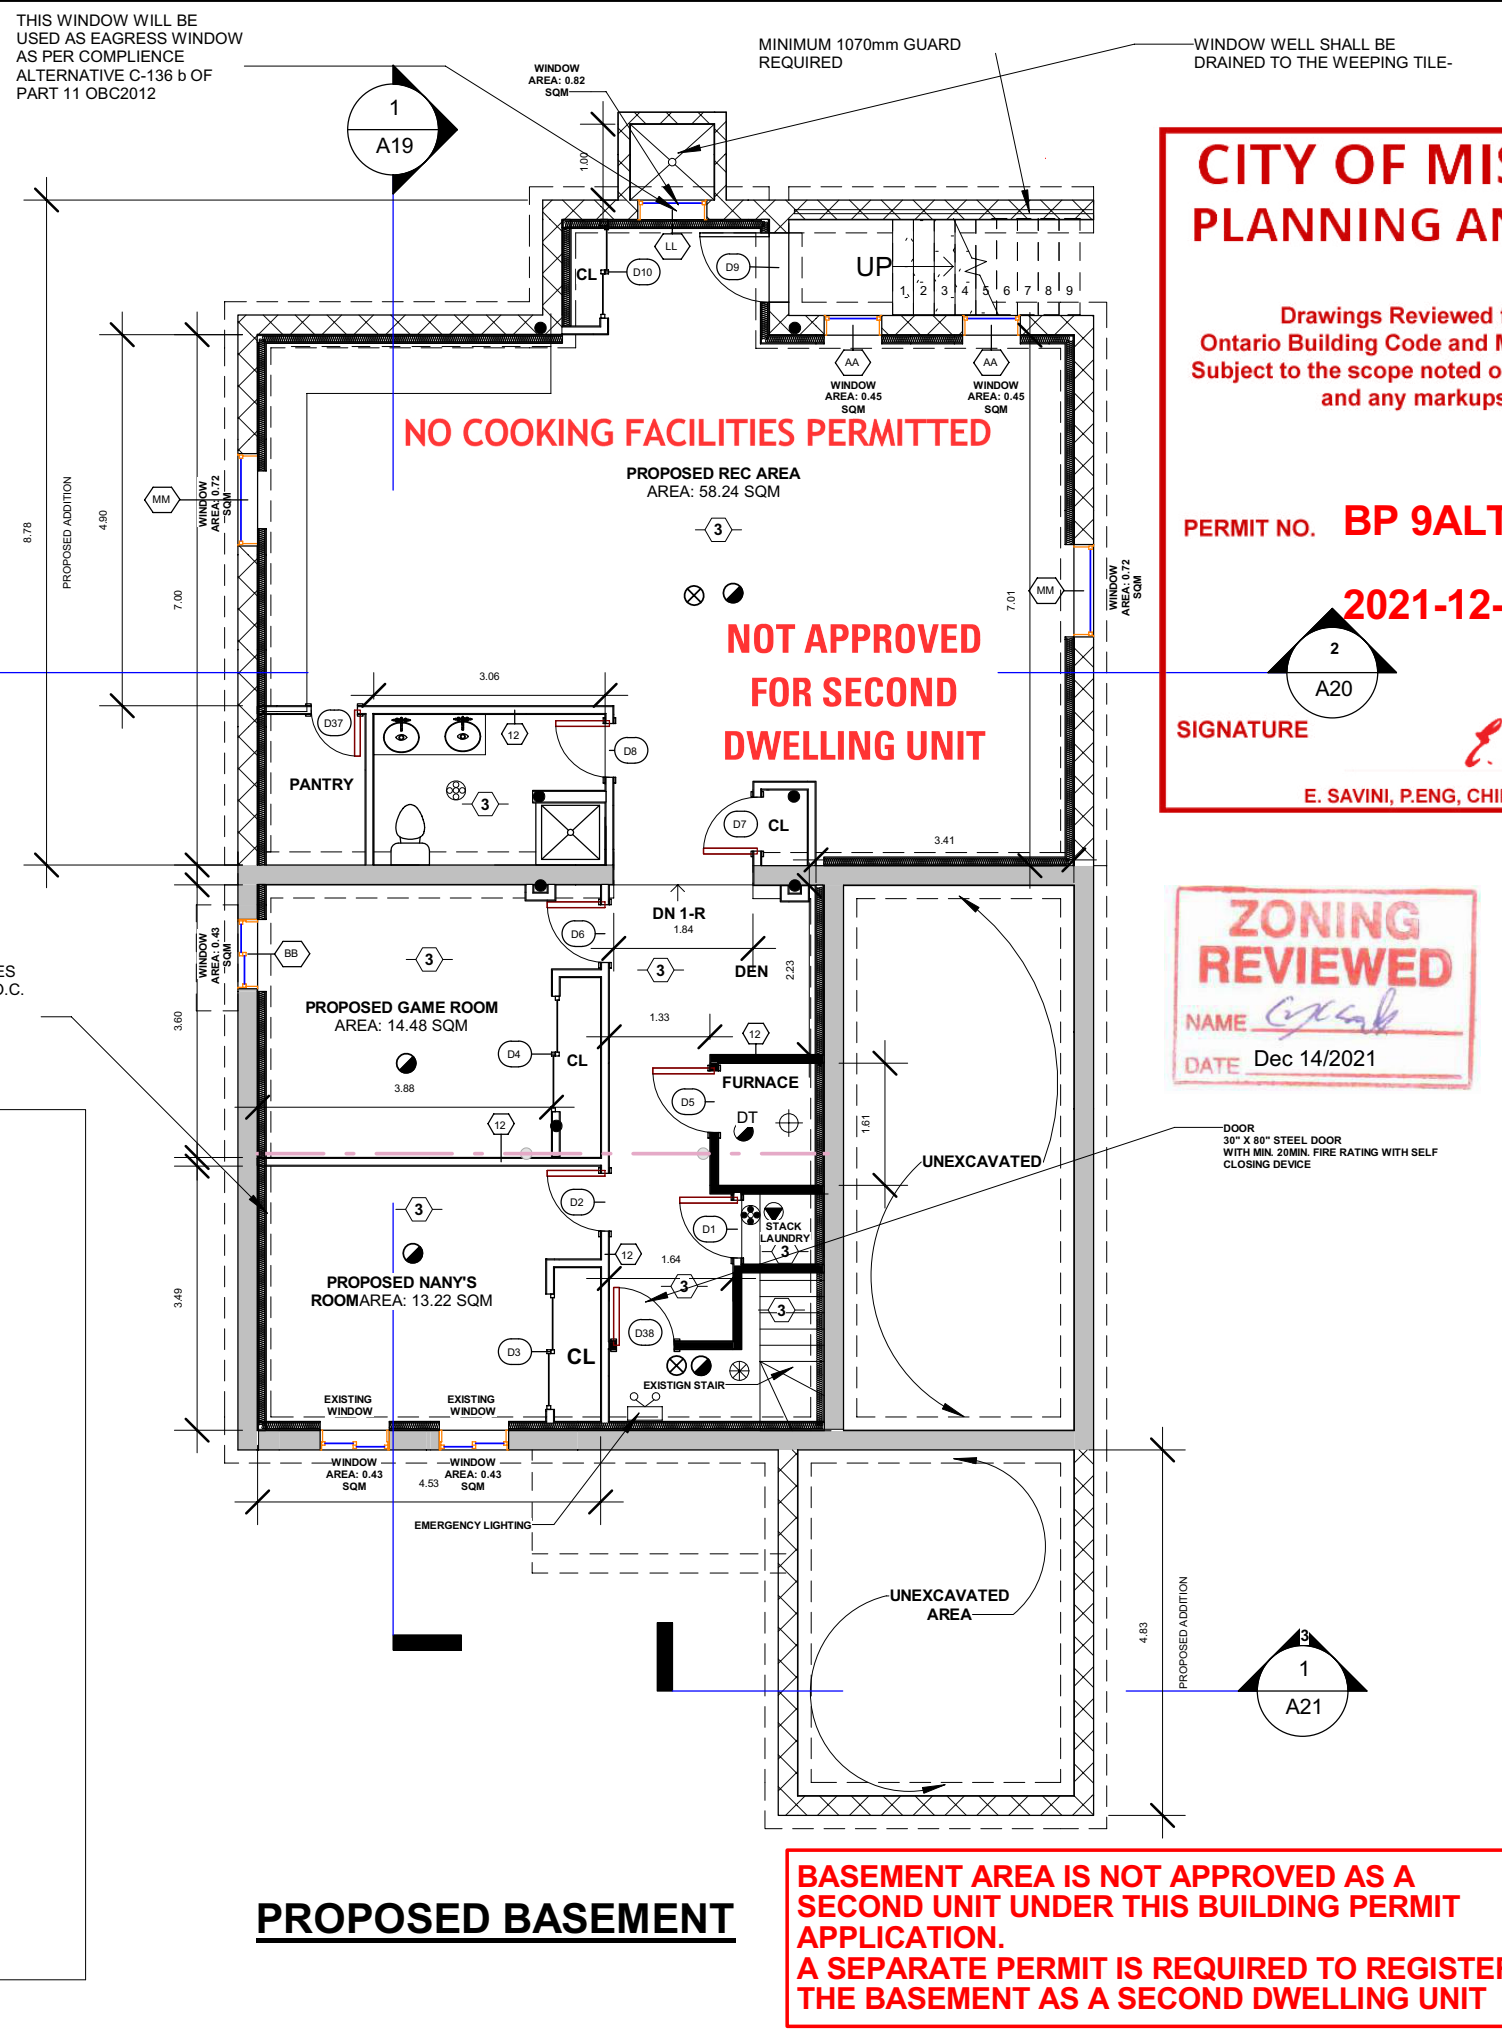 THIS WINDOW WILL BE
USED AS EAGRESS WINDOW
AS PER COMPLIENCE
ALTERNATIVE C-136 b OF
PART 11 OBC2012
WINDOW
AREA: 0.82
SQM
MINIMUM 1070mm GUARD
REQUIRED
WINDOW WELL SHALL BE
DRAINED TO THE WEEPING TILE-
1
A19
1.00
CITY OF MIS
PLANNING AN
Drawings Reviewed f
Ontario Building Code and M
Subject to the scope noted o
and any markups
PERMIT NO. BP 9ALT
2021-12-
SIGNATURE
E. SAVINI, P.ENG, CHI
2
A20
LL
CL
D10
D9
UP
1 2 3 4 5 6 7 8 9
AA
WINDOW
AREA: 0.45
SQM
AA
WINDOW
AREA: 0.45
SQM
NO COOKING FACILITIES PERMITTED
PROPOSED REC AREA
AREA: 58.24 SQM
3
8.78
PROPOSED ADDITION
4.90
7.00
MM
WINDOW
AREA: 0.72
SQM
7.01
MM
WINDOW
AREA: 0.72
SQM
NOT APPROVED
FOR SECOND
DWELLING UNIT
3.06
D37
12
D8
PANTRY
3
D7
CL
3.41
DN 1-R
1.84
D6
3
3
DEN
2.23
BB
WINDOW
AREA: 0.43
SQM
ES
O.C.
3.60
PROPOSED GAME ROOM
AREA: 14.48 SQM
1.33
12
D4
CL
3.88
12
FURNACE
D5
DT
1.61
UNEXCAVATED
ZONING
REVIEWED
NAME
DATE Dec 14/2021
DOOR
30" X 80" STEEL DOOR
WITH MIN. 20MIN. FIRE RATING WITH SELF
CLOSING DEVICE
3
D2
D1
STACK
LAUNDRY
3
12
1.64
3
3
PROPOSED NANY'S
ROOMAREA: 13.22 SQM
3.49
D38
D3
CL
EXISTIGN STAIR
EXISTING
WINDOW
EXISTING
WINDOW
WINDOW
AREA: 0.43
SQM
WINDOW
AREA: 0.43
SQM
4.53
EMERGENCY LIGHTING
UNEXCAVATED
AREA
4.83
PROPOSED ADDITION
3
1
A21
PROPOSED BASEMENT
BASEMENT AREA IS NOT APPROVED AS A
SECOND UNIT UNDER THIS BUILDING PERMIT
APPLICATION.
A SEPARATE PERMIT IS REQUIRED TO REGISTER
THE BASEMENT AS A SECOND DWELLING UNIT